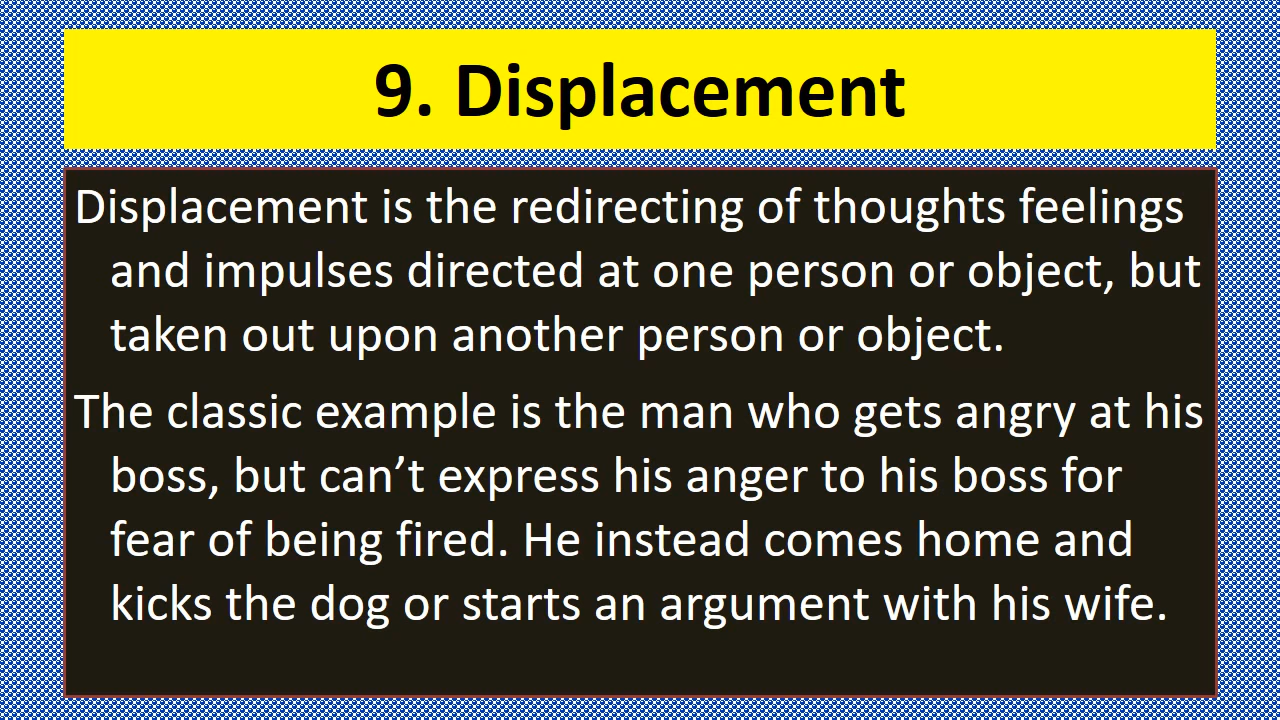 9. Displacement
Displacement is the redirecting of thoughts feelings
and impulses directed at one person or object, but
taken out upon another person or object.
The classic example is the man who gets angry at his
boss, but can’t express his anger to his boss for
fear of being fired. He instead comes home and
kicks the dog or starts an argument with his wife.